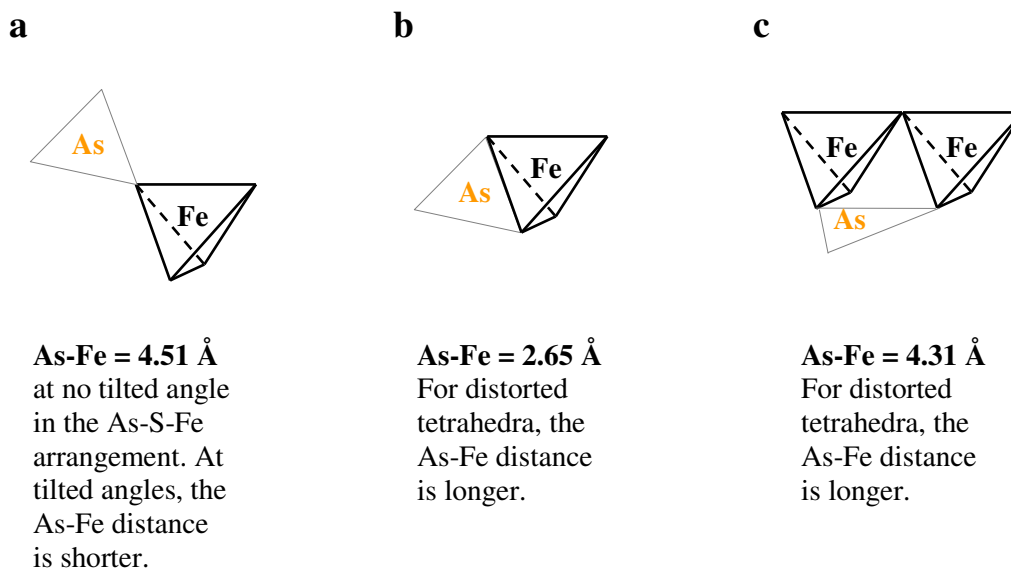 a
As
Fe
As-Fe = 4.51 Å
at no tilted angle
in the As-S-Fe
arrangement. At
tilted angles, the
As-Fe distance
is shorter.
b
As
Fe
As-Fe = 2.65 Å
For distorted
tetrahedra, the
As-Fe distance
is longer.
c
Fe
Fe
As
As-Fe = 4.31 Å
For distorted
tetrahedra, the
As-Fe distance
is longer.